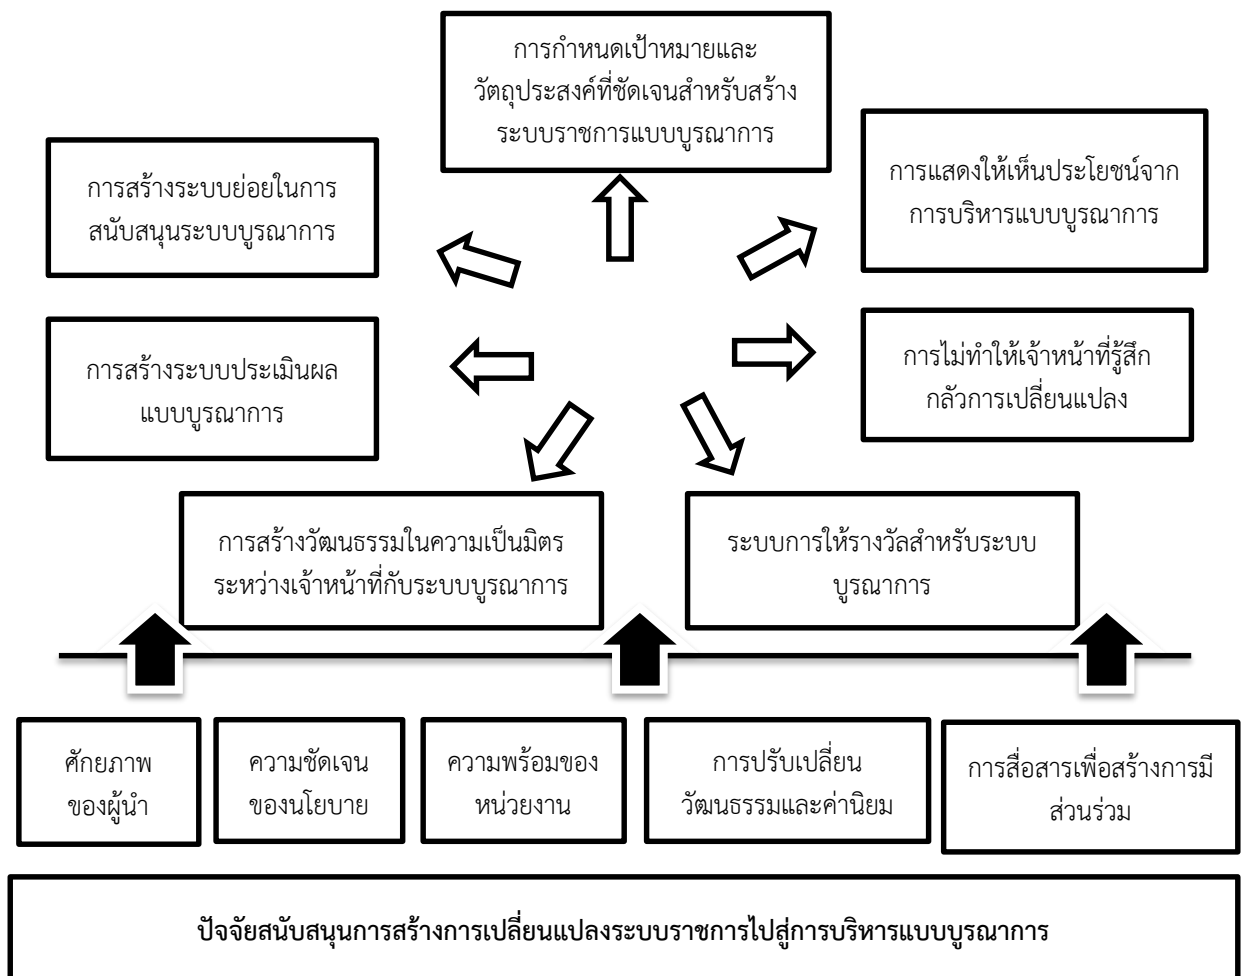 การกำหนดเป้าหมายและ
วัตถุประสงค์ที่ชัดเจนสำหรับสร้าง
ระบบราชการแบบบูรณาการ
การสร้างระบบย่อยในการ
สนับสนุนระบบบูรณาการ
การแสดงให้เห็นประโยชน์จาก
การบริหารแบบบูรณาการ
การสร้างระบบประเมินผล
แบบบูรณาการ
การไม่ทำให้เจ้าหน้าที่รู้สึก
กลัวการเปลี่ยนแปลง
การสร้างวัฒนธรรมในความเป็นมิตร
ระหว่างเจ้าหน้าที่กับระบบบูรณาการ
ระบบการให้รางวัลสำหรับระบบ
บูรณาการ
ศักยภาพ
ของผู้นำ
ความชัดเจน
ของนโยบาย
ความพร้อมของ
หน่วยงาน
การปรับเปลี่ยน
วัฒนธรรมและค่านิยม
การสื่อสารเพื่อสร้างการมี
ส่วนร่วม
ปัจจัยสนับสนุนการสร้างการเปลี่ยนแปลงระบบราชการไปสู่การบริหารแบบบูรณาการ